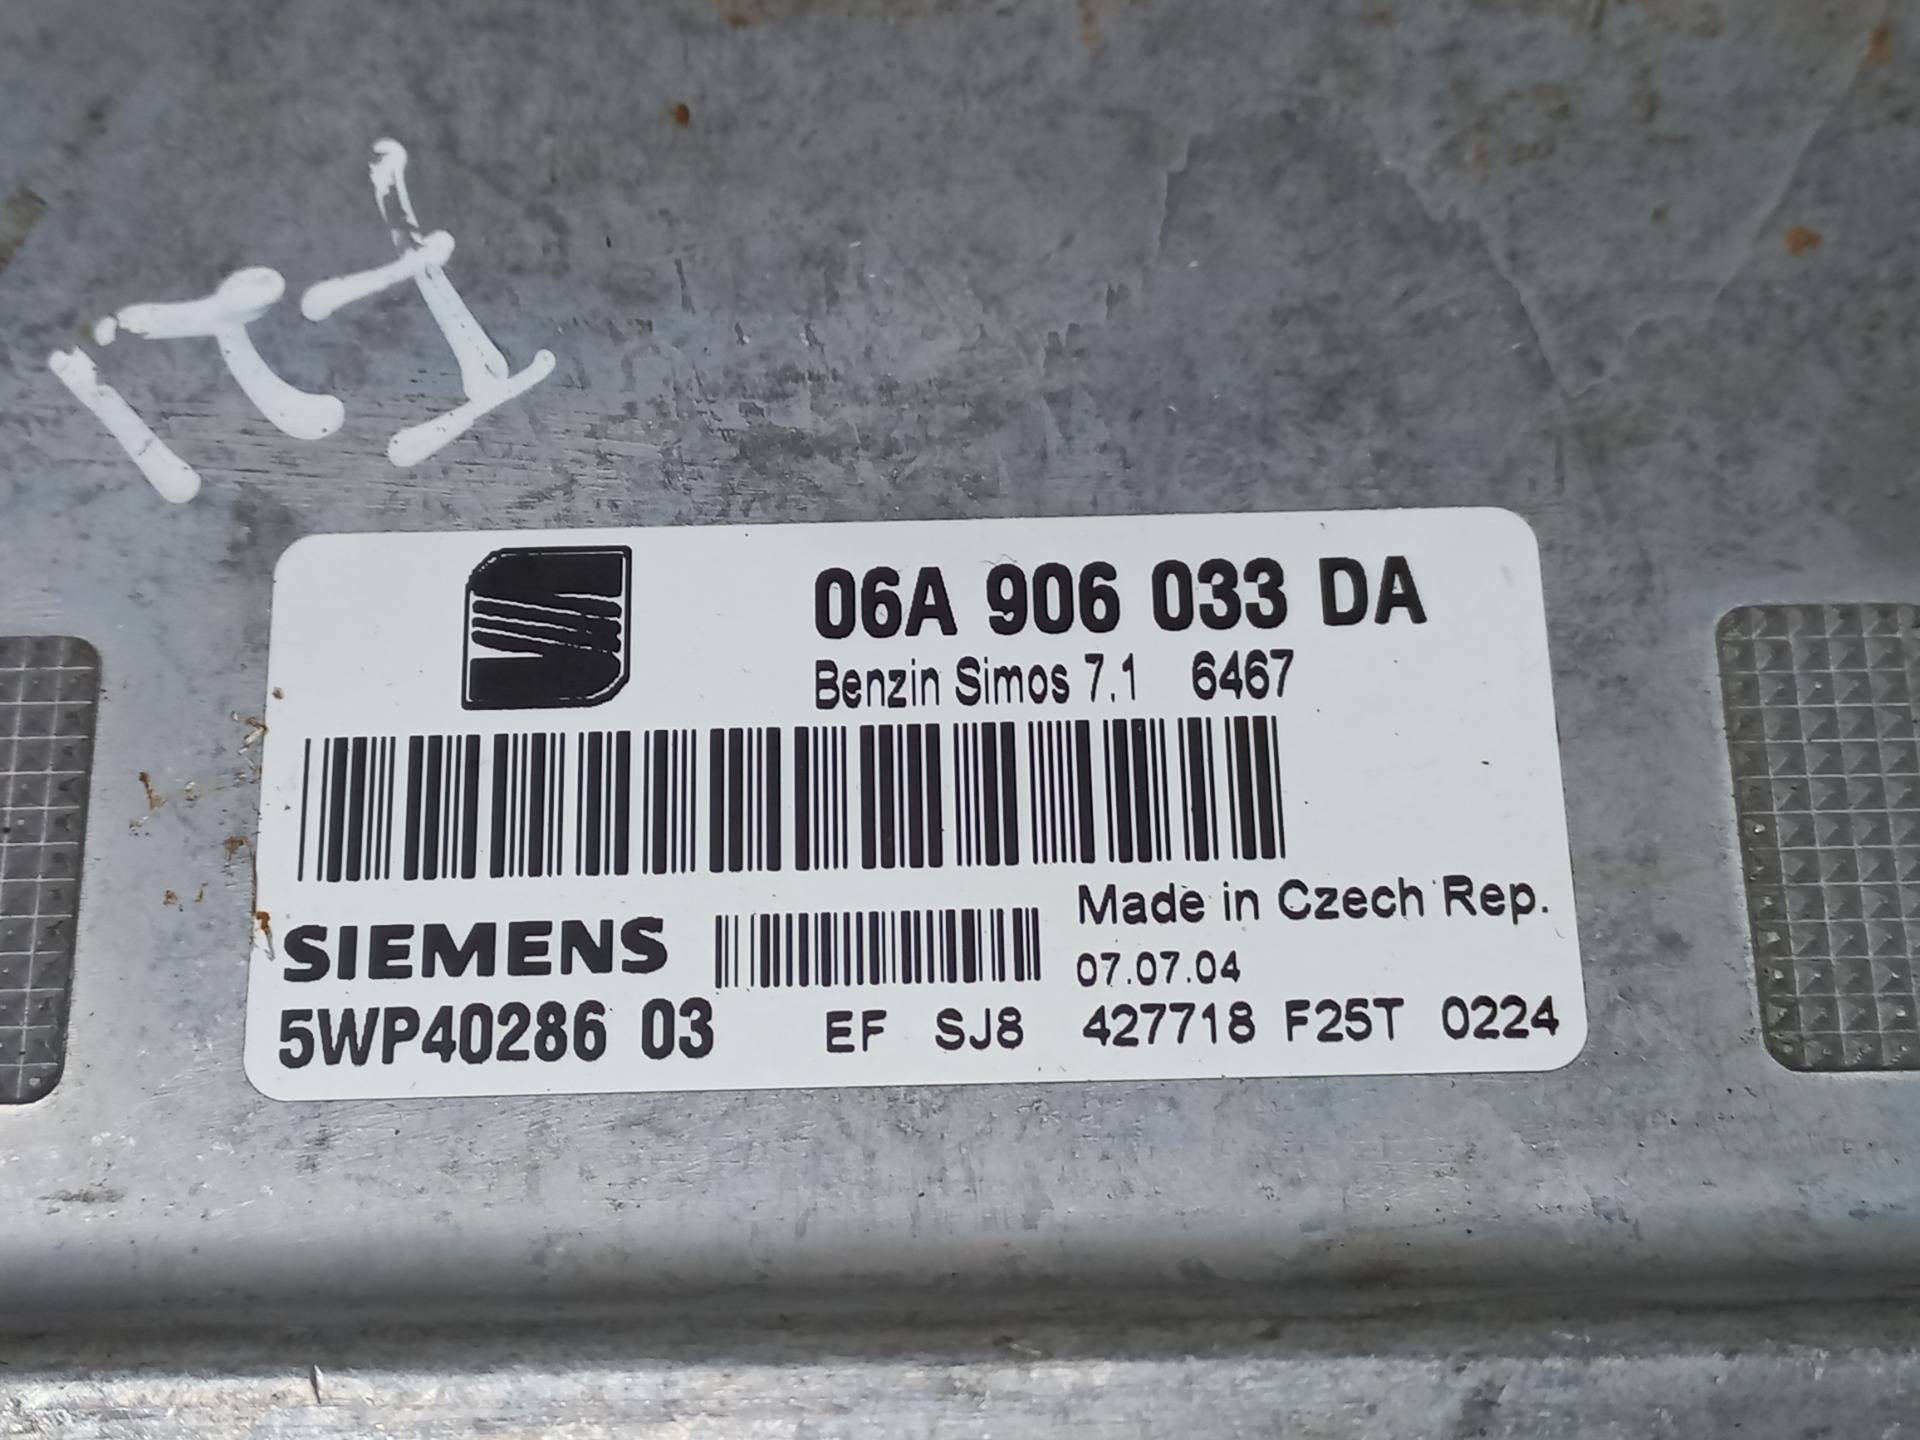 06A 906 033 DA
Benzin Simos 7.1 6467
SIEMENS
Made in Czech Rep.
07.07.04
5WP40286 03 EF SJ8 427718 F25T 0224